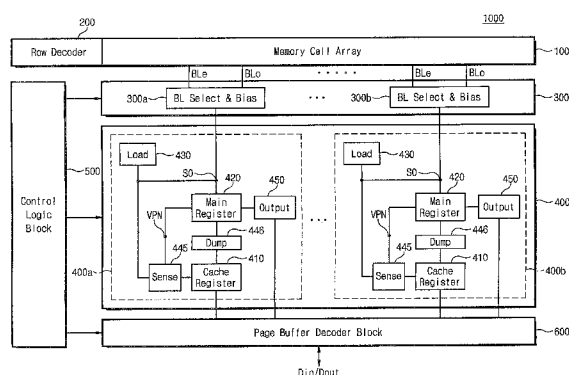 1000
200
Row Decoder
Memory Cell Array
100
BLe
BLo
BLe
BLo
300a
BL Select & Bias
300b
BL Select & Bias
300
Control
Logic
Block
500
Load
430
SO
420
450
Main
Register
Output
VPN
446
Dump
445
410
Sense
Cache
Register
400a
Load
430
SO
420
450
Main
Register
Output
VPN
446
Dump
445
410
Sense
Cache
Register
400b
400
Page Buffer Decoder Block
600
Din/Dout